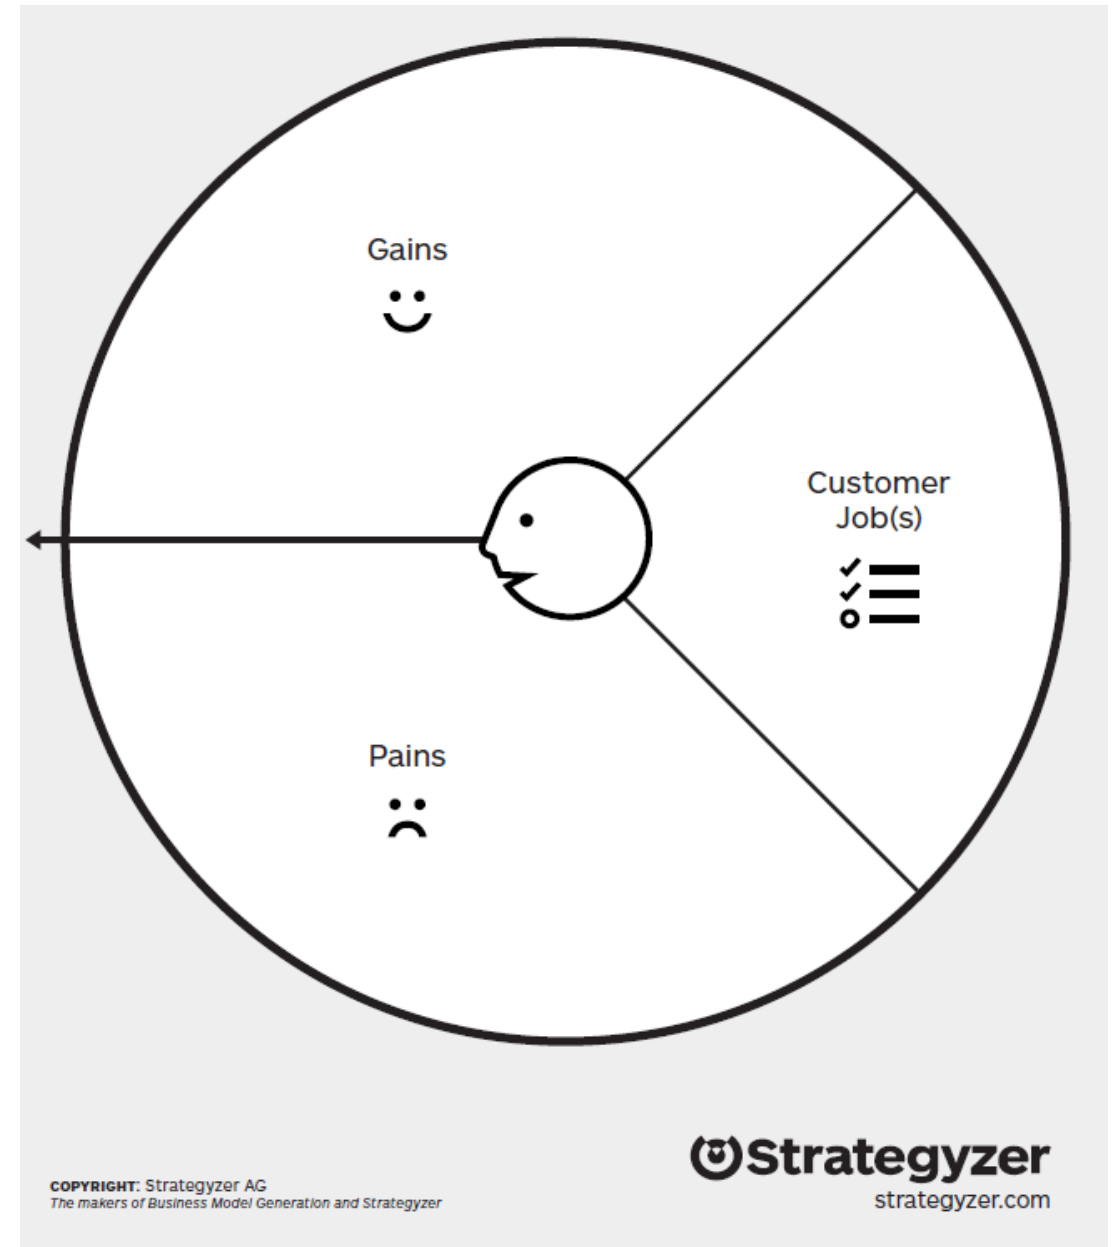 Gains
Customer
Job(s)
Pains
COPYRIGHT: Strategyzer AG
The makers of Business Model Generation and Strategyzer
Strategyzer
strategyzer.com